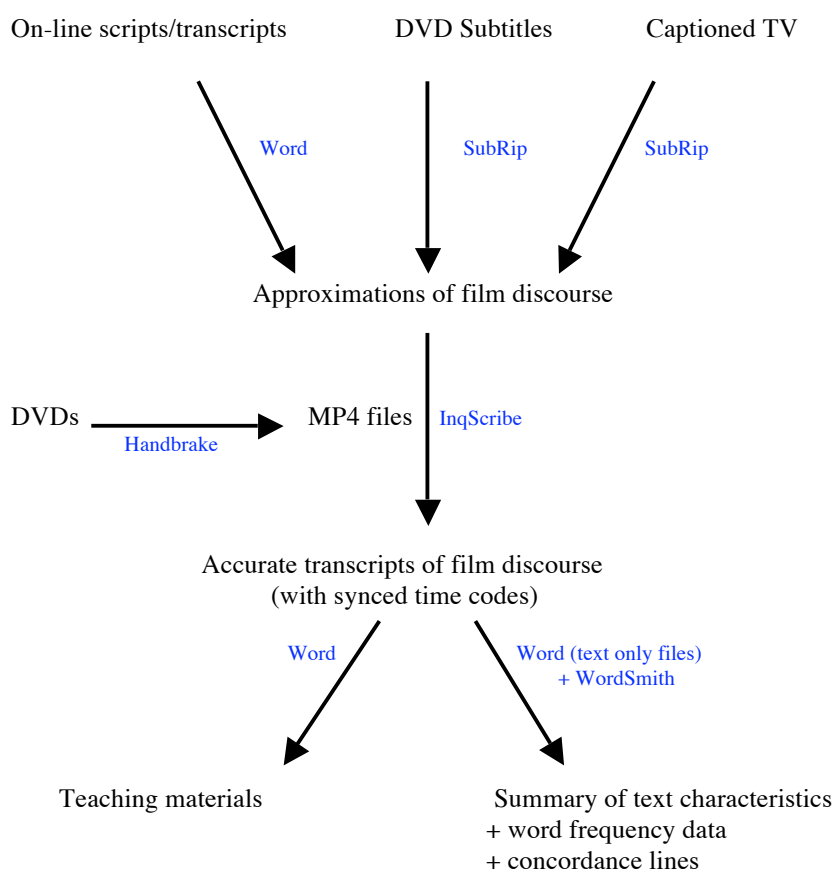 On-line scripts/transcripts
DVD Subtitles
Captioned TV
Word
SubRip
SubRip
Approximations of film discourse
DVDs
Handbrake
MP4 files
InqScribe
Accurate transcripts of film discourse
(with synced time codes)
Word
Word (text only files)
+ WordSmith
Teaching materials
Summary of text characteristics
+ word frequency data
+ concordance lines